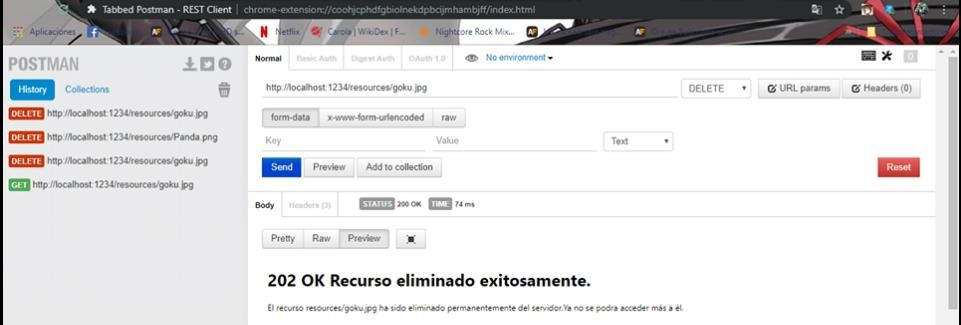 Tabbed Postman - REST Client | chrome-extension://coohjcphdfgbiolnekdpbcijmhambjff/index.html
Aplicaciones Netflix Carola | WikiDex | F... Nightcore Rock Mix...
POSTMAN
Normal Basic Auth Digest Auth OAuth 1.0 No environment 0
History Collections
http://localhost:1234/resources/goku.jpg DELETE URL params Headers (0)
DELETE http://localhost:1234/resources/goku.jpg
form-data x-www-form-urlencoded raw
DELETE http://localhost:1234/resources/Panda.png
Key Value Text
DELETE http://localhost:1234/resources/goku.jpg
Send Preview Add to collection Reset
GET http://localhost:1234/resources/goku.jpg
Body Headers (3) STATUS 200 OK TIME 74 ms
Pretty Raw Preview
202 OK Recurso eliminado exitosamente.
El recurso resources/goku.jpg ha sido eliminado permanentemente del servidor.Ya no se podra acceder más a él.